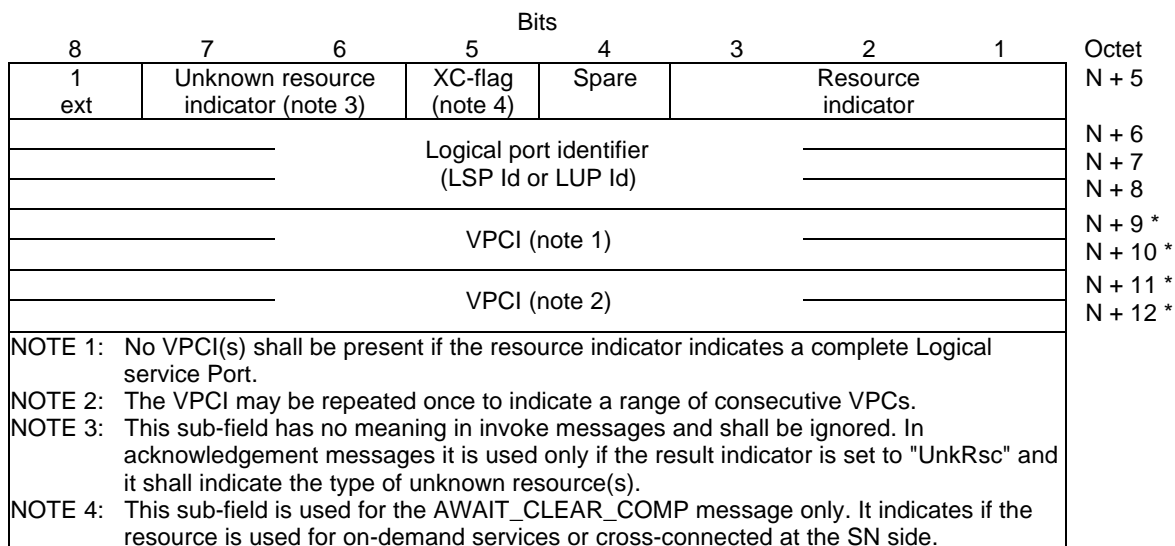 Bits
8 7 6 5 4 3 2 1 Octet
1 Unknown resource XC-flag Spare Resource N + 5
ext indicator (note 3) (note 4) indicator
N + 6
Logical port identifier
N + 7
(LSP Id or LUP Id)
N + 8
N + 9 *
VPCI (note 1)
N + 10 *
N + 11 *
VPCI (note 2)
N + 12 *
NOTE 1: No VPCI(s) shall be present if the resource indicator indicates a complete Logical
service Port.
NOTE 2: The VPCI may be repeated once to indicate a range of consecutive VPCs.
NOTE 3: This sub-field has no meaning in invoke messages and shall be ignored. In
acknowledgement messages it is used only if the result indicator is set to "UnkRsc" and
it shall indicate the type of unknown resource(s).
NOTE 4: This sub-field is used for the AWAIT_CLEAR_COMP message only. It indicates if the
resource is used for on-demand services or cross-connected at the SN side.